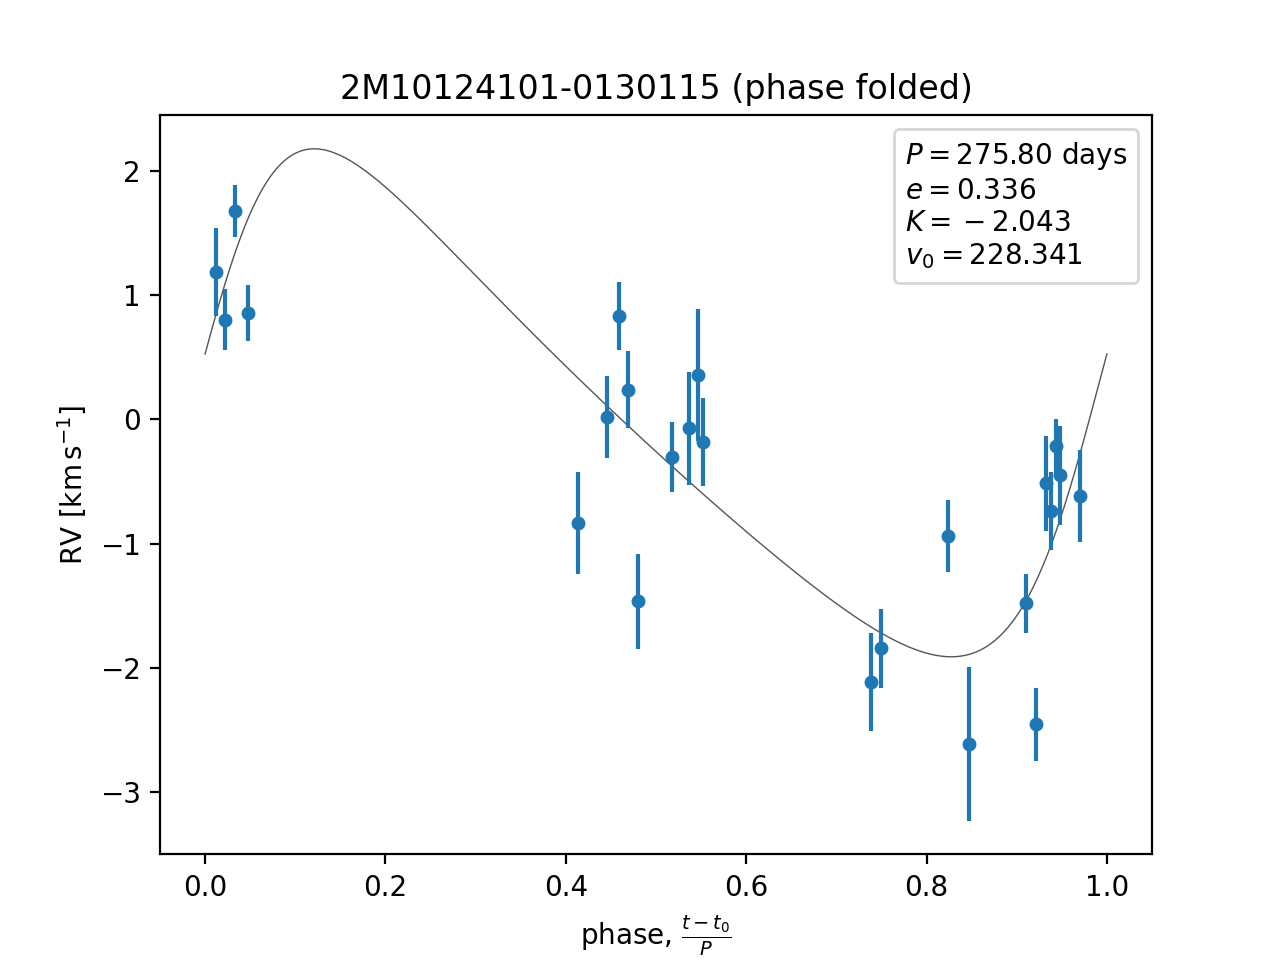 2M10124101-0130115 (phase folded)
P = 275.80 days
e = 0.336
K = −2.043
v₀ = 228.341
RV [km s⁻¹]
2
1
0
−1
−2
−3
0.0 0.2 0.4 0.6 0.8 1.0
phase, (t − t₀)/P